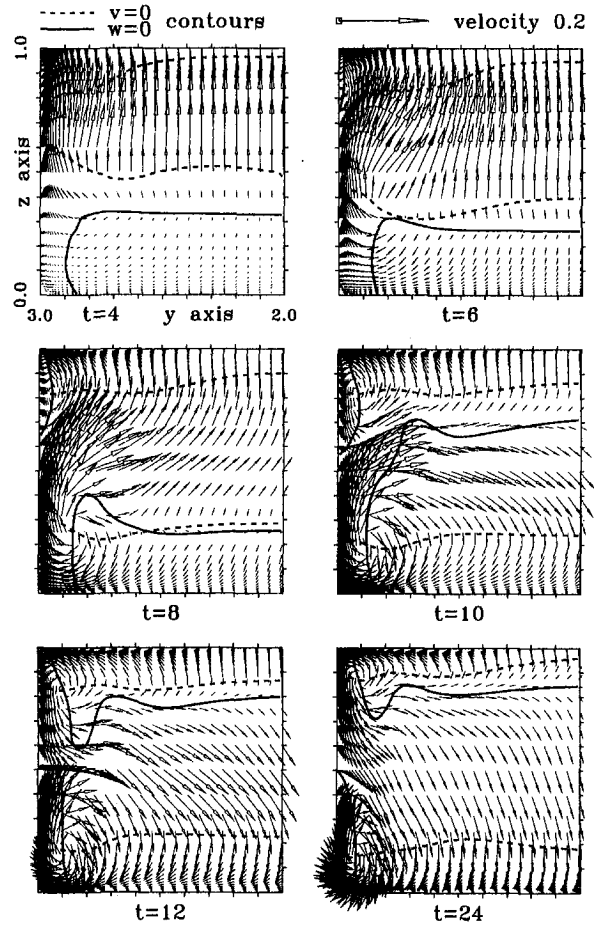 v=0
w=0 contours
velocity 0.2
1.0
z axis
0.0
3.0 t=4 y axis 2.0
t=6
t=8
t=10
t=12
t=24